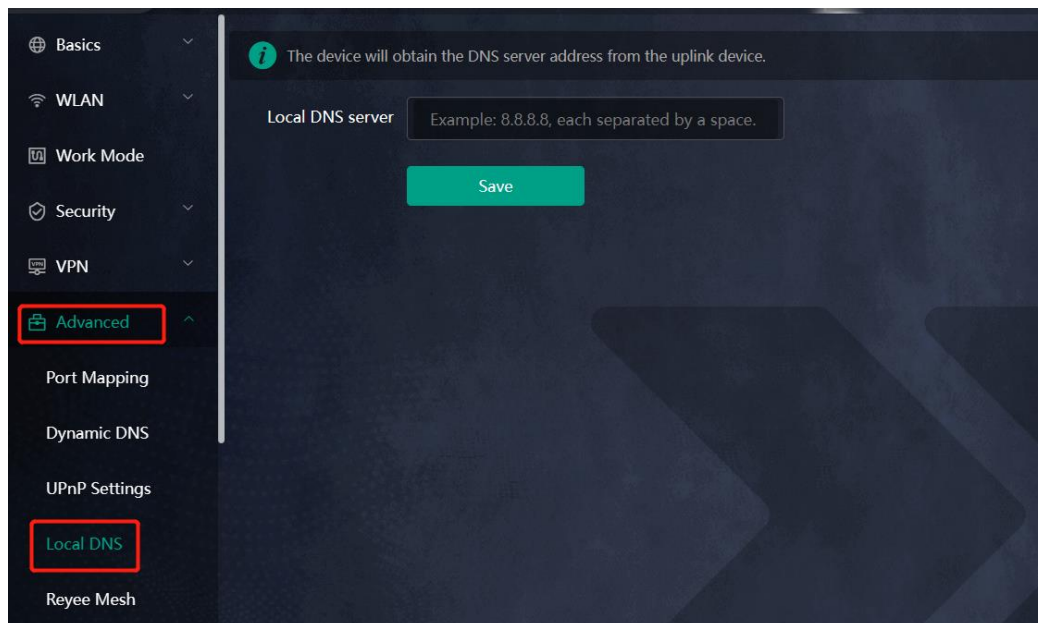 Basics
WLAN
Work Mode
Security
VPN
Advanced
Port Mapping
Dynamic DNS
UPnP Settings
Local DNS
Reyee Mesh
i The device will obtain the DNS server address from the uplink device.
Local DNS server Example: 8.8.8.8, each separated by a space.
Save